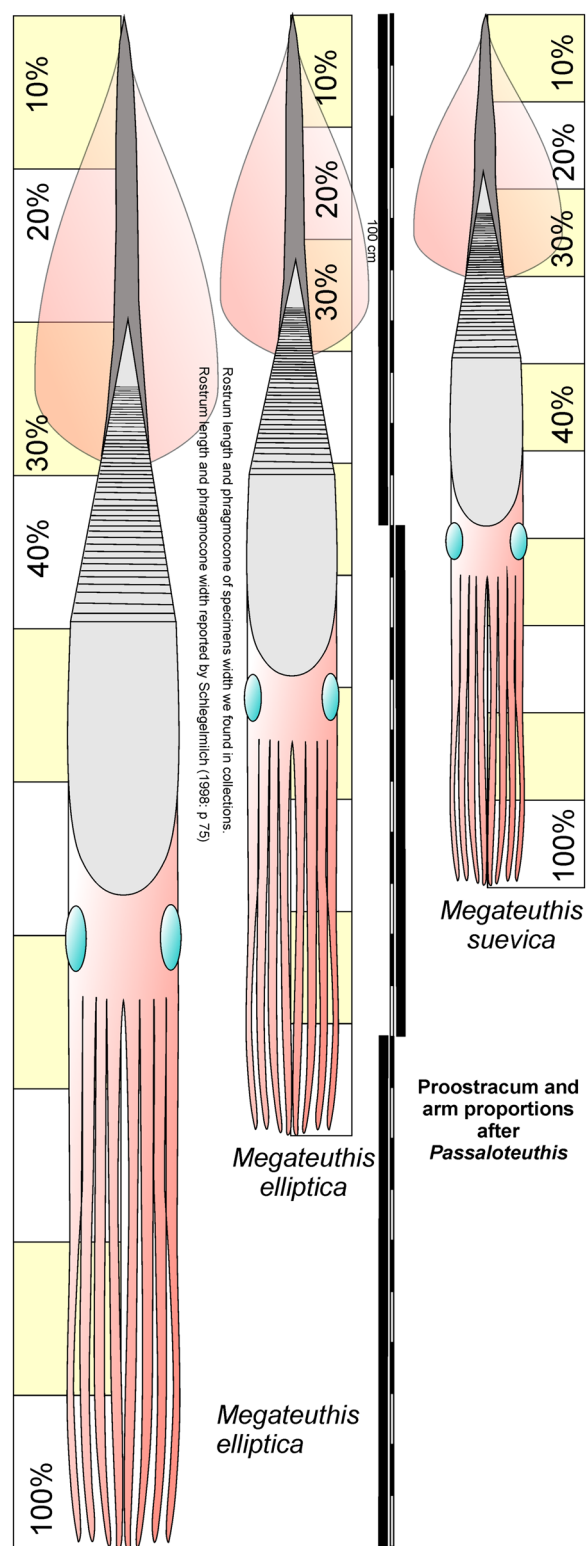 10%
20%
30%
40%
100%
Megateuthis
elliptica
10%
20%
30%
Megateuthis
elliptica
100 cm
Rostrum length and phragmocone of specimens width we found in collections.
Rostrum length and phragmocone width reported by Schlegelmilch (1998: p 75)
10%
20%
30%
40%
100%
Megateuthis
suevica
Proostracum and
arm proportions
after
Passaloteuthis